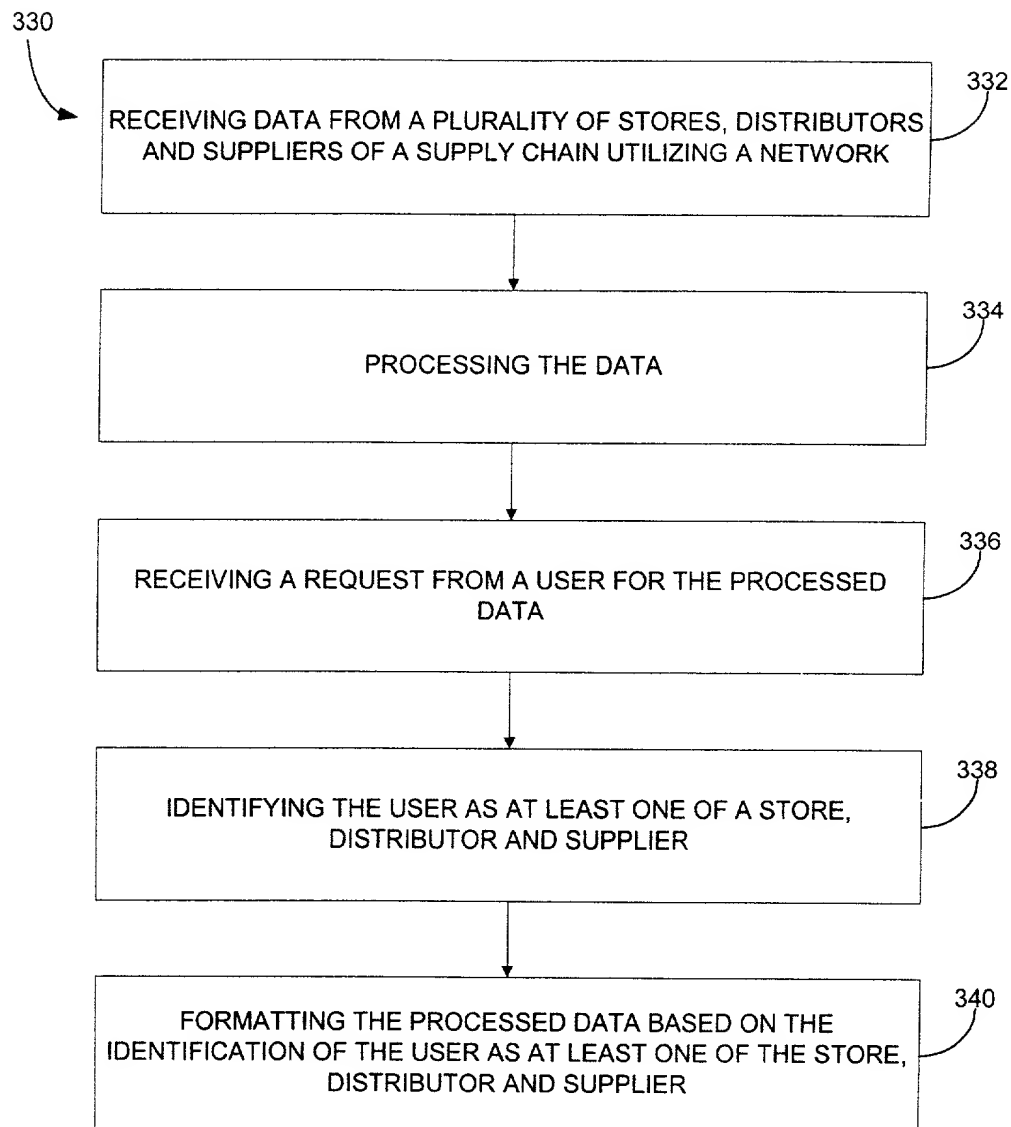 330
332
RECEIVING DATA FROM A PLURALITY OF STORES, DISTRIBUTORS
AND SUPPLIERS OF A SUPPLY CHAIN UTILIZING A NETWORK
334
PROCESSING THE DATA
336
RECEIVING A REQUEST FROM A USER FOR THE PROCESSED
DATA
338
IDENTIFYING THE USER AS AT LEAST ONE OF A STORE,
DISTRIBUTOR AND SUPPLIER
340
FORMATTING THE PROCESSED DATA BASED ON THE
IDENTIFICATION OF THE USER AS AT LEAST ONE OF THE STORE,
DISTRIBUTOR AND SUPPLIER